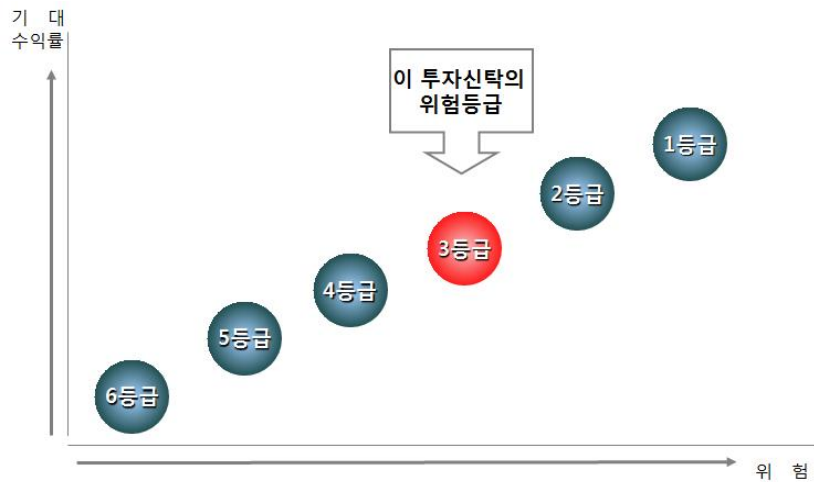 기 대
수익률
이 투자신탁의
위험등급
1등급
2등급
3등급
4등급
5등급
6등급
위 험